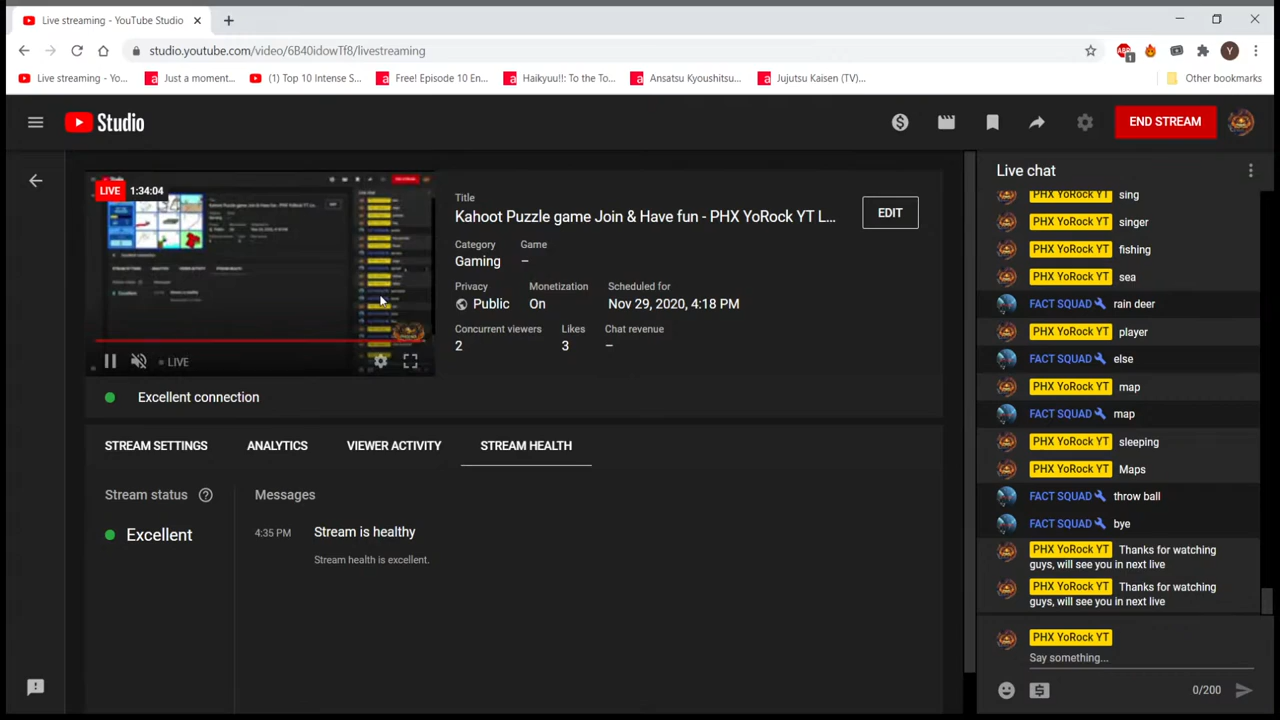 Live streaming - YouTube Studio
studio.youtube.com/video/6B40idowTf8/livestreaming
ABP 1 Y
Live streaming - Yo...
Just a moment...
(1) Top 10 Intense S...
Free! Episode 10 En...
Haikyuu!!: To the To...
Ansatsu Kyoushitsu...
Jujutsu Kaisen (TV)...
Other bookmarks
Studio
END STREAM
LIVE 1:34:04
LIVE
Title
Kahoot Puzzle game Join & Have fun - PHX YoRock YT L...
EDIT
Category Game
Gaming –
Privacy Monetization Scheduled for
Public On Nov 29, 2020, 4:18 PM
Concurrent viewers Likes Chat revenue
2 3 –
Excellent connection
STREAM SETTINGS ANALYTICS VIEWER ACTIVITY STREAM HEALTH
Stream status Messages
Excellent
4:35 PM Stream is healthy
Stream health is excellent.
Live chat
PHX YoRock YT sing
PHX YoRock YT singer
PHX YoRock YT fishing
PHX YoRock YT sea
FACT SQUAD rain deer
PHX YoRock YT player
FACT SQUAD else
PHX YoRock YT map
FACT SQUAD map
PHX YoRock YT sleeping
PHX YoRock YT Maps
FACT SQUAD throw ball
FACT SQUAD bye
PHX YoRock YT Thanks for watching
guys, will see you in next live
PHX YoRock YT Thanks for watching
guys, will see you in next live
PHX YoRock YT
Say something...
0/200